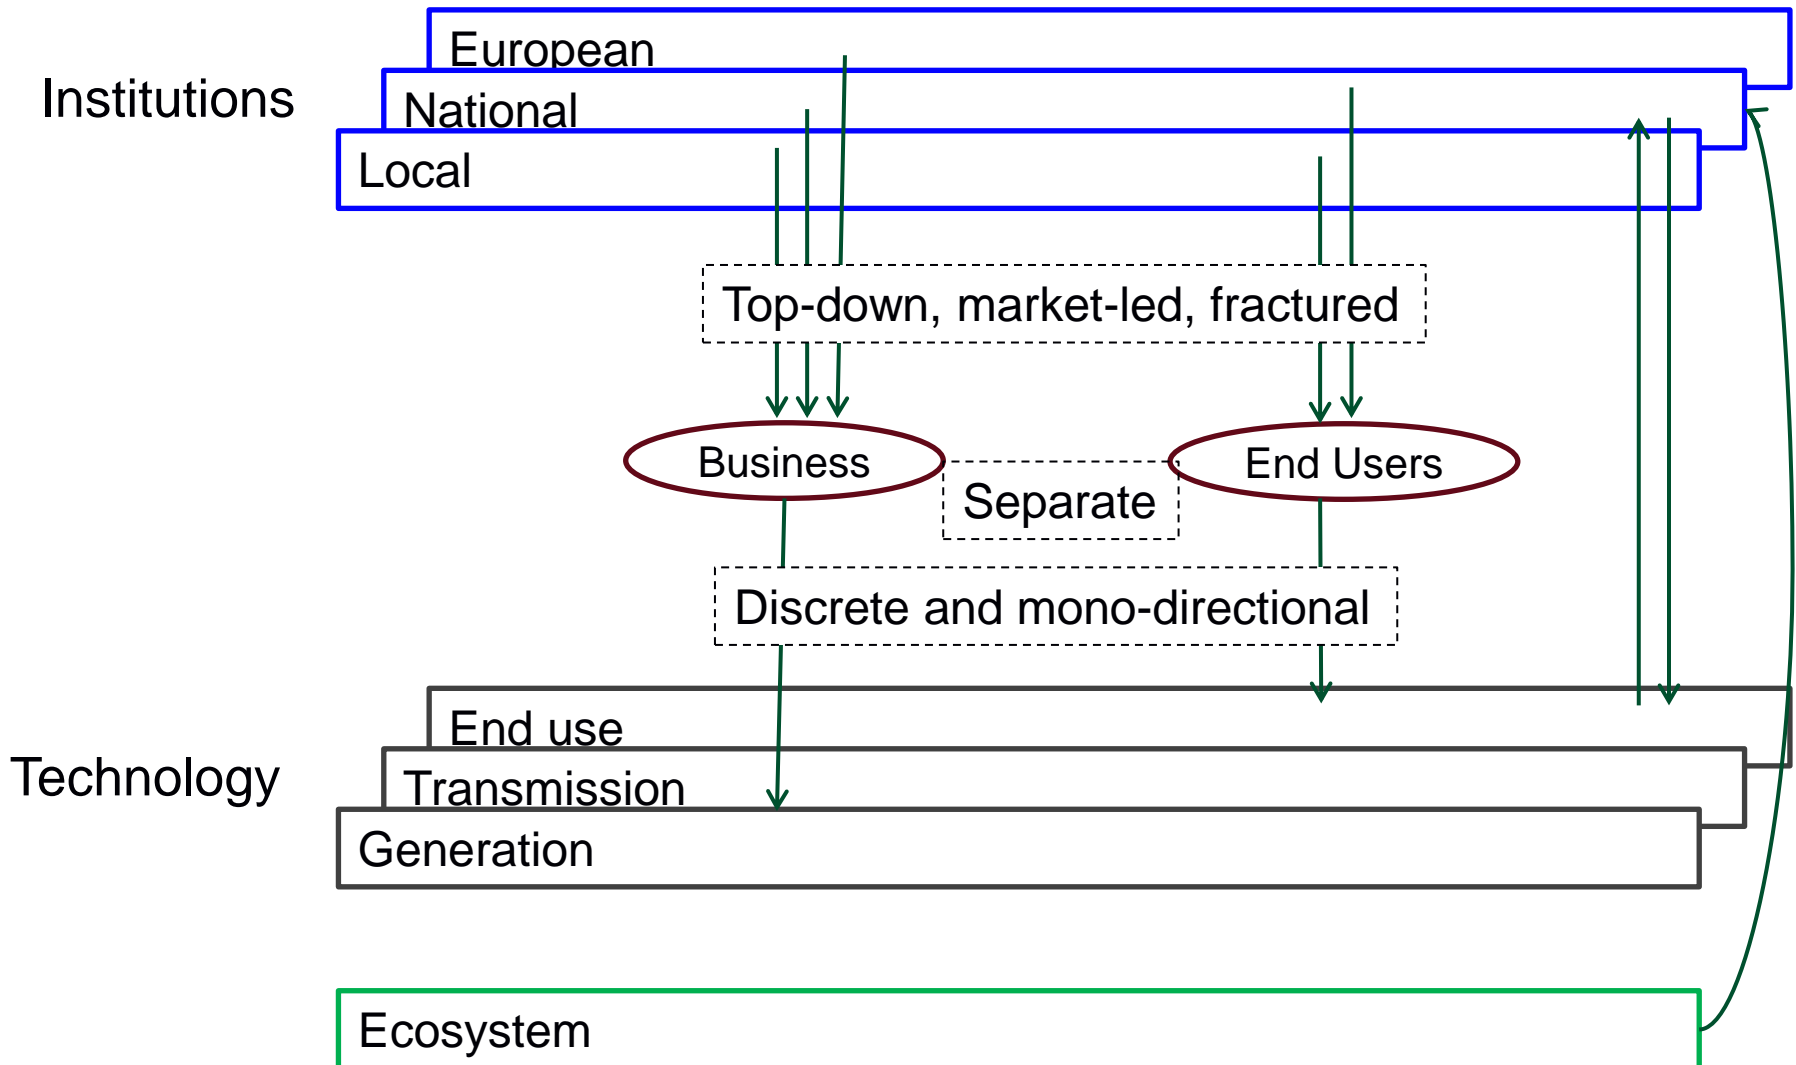 European
Institutions
National
Local
Top-down, market-led, fractured
Business
End Users
Separate
Discrete and mono-directional
End use
Technology
Transmission
Generation
Ecosystem